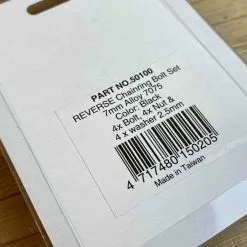 PART NO.50100
REVERSE Chainring Bolt Set
7mm Alloy 7075
Color: Black
4x Bolt, 4x Nut &
4 x washer 2.5mm
4 717480 150205
Made in Taiwan